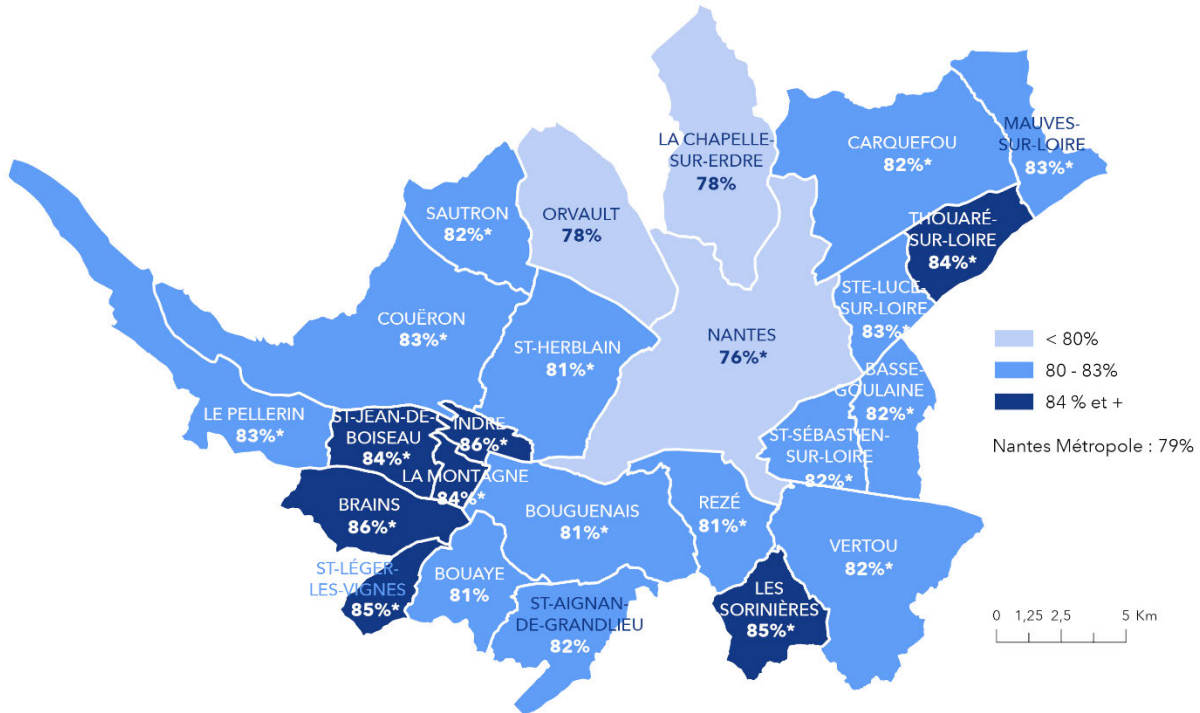 LA CHAPELLE-
SUR-ERDRE
78%
CARQUEFOU
82%*
MAUVES-
SUR-LOIRE
83%*
SAUTRON
82%*
ORVAULT
78%
THOUARÉ-
SUR-LOIRE
84%*
STE-LUCE-
SUR-LOIRE
83%*
COUËRON
83%*
ST-HERBLAIN
81%*
NANTES
76%*
BASSE-
GOULAINE
82%*
LE PELLERIN
83%*
ST-JEAN-DE-
BOISEAU
84%*
INDRE
86%*
LA MONTAGNE
84%*
ST-SÉBASTIEN-
SUR-LOIRE
82%*
BRAINS
86%*
BOUGUENAIS
81%*
REZÉ
81%*
VERTOU
82%*
ST-LÉGER-
LES-VIGNES
85%*
BOUAYE
81%
ST-AIGNAN-
DE-GRANDLIEU
82%
LES
SORINIÈRES
85%*
< 80%
80 - 83%
84 % et +
Nantes Métropole : 79%
0 1,25 2,5 5 Km